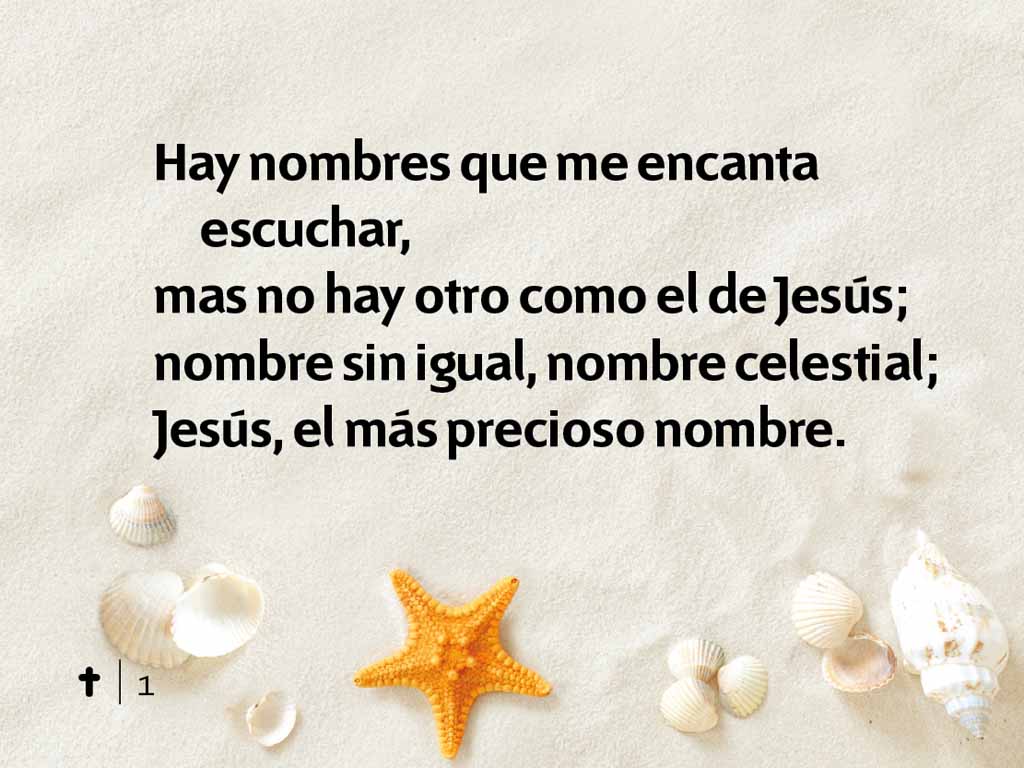 Hay nombres que me encanta
escuchar,
mas no hay otro como el de Jesús;
nombre sin igual, nombre celestial;
Jesús, el más precioso nombre.
1